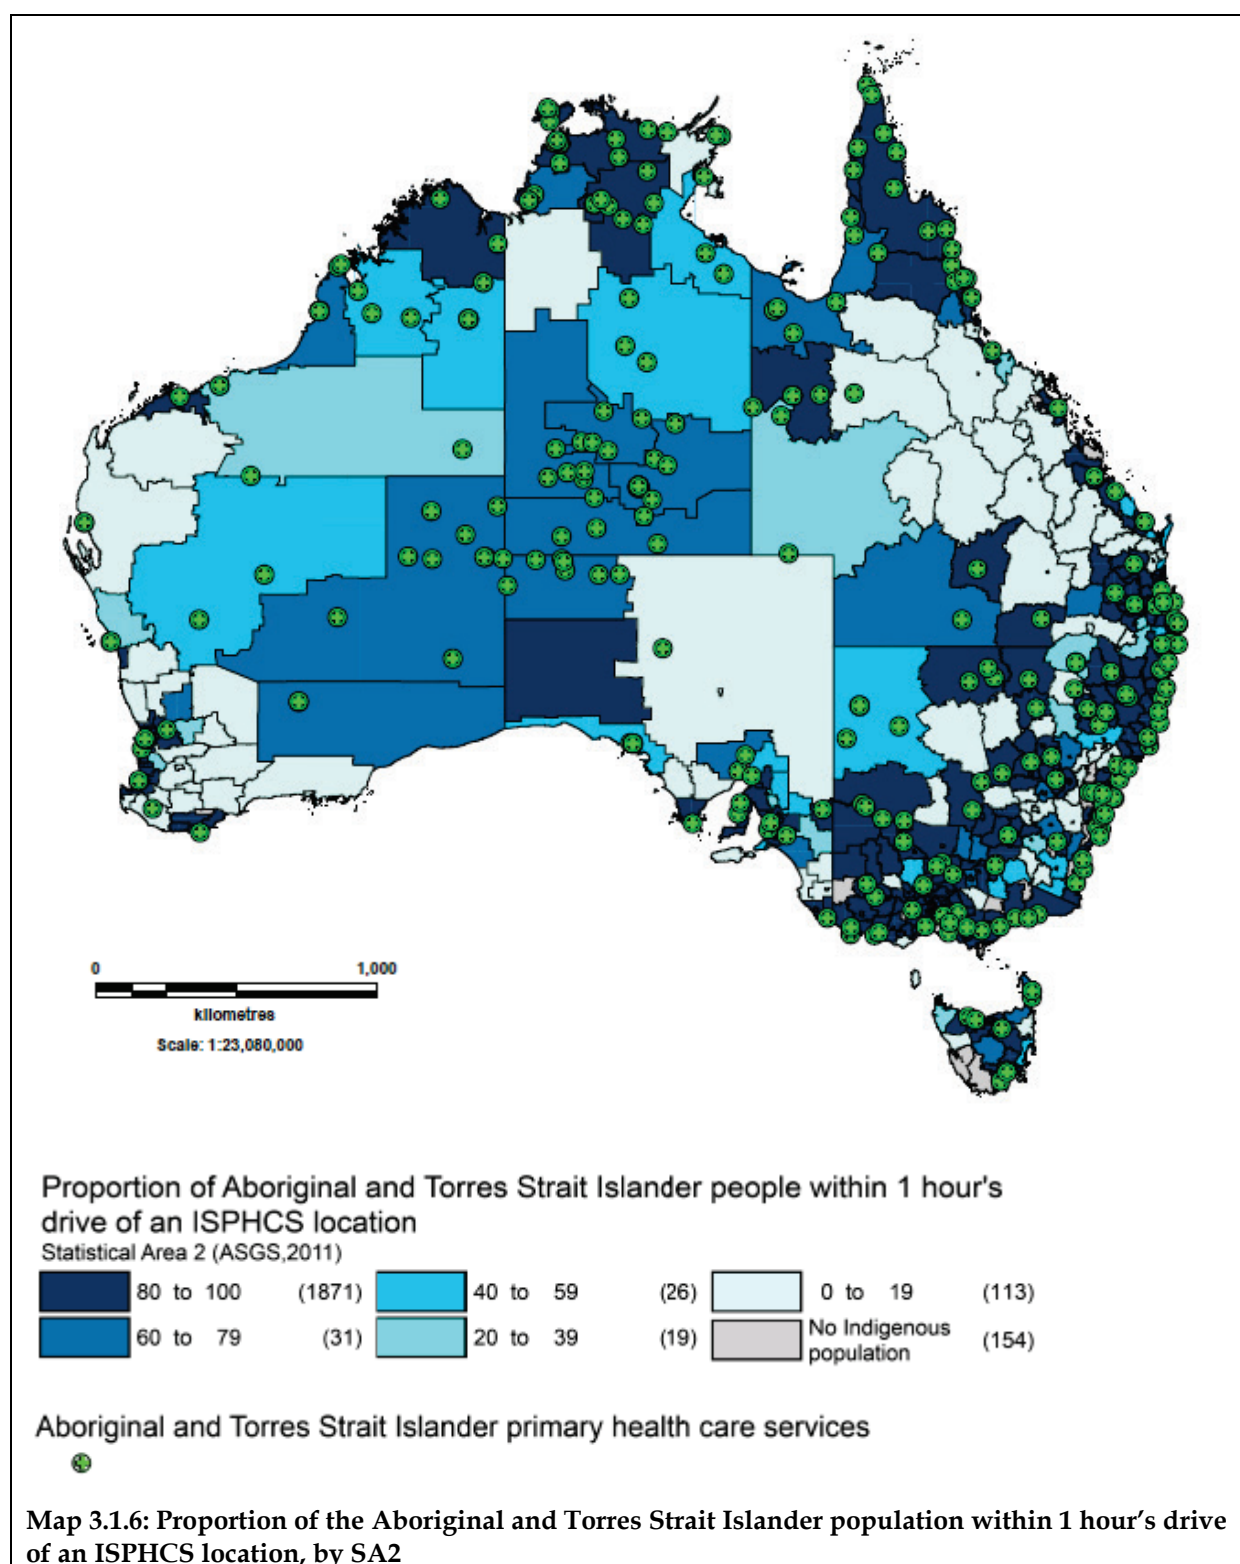 0 1,000
kilometres
Scale: 1:23,080,000
Proportion of Aboriginal and Torres Strait Islander people within 1 hour's
drive of an ISPHCS location
Statistical Area 2 (ASGS,2011)
80 to 100 (1871) 40 to 59 (26) 0 to 19 (113)
60 to 79 (31) 20 to 39 (19) No Indigenous
population (154)
Aboriginal and Torres Strait Islander primary health care services
Map 3.1.6: Proportion of the Aboriginal and Torres Strait Islander population within 1 hour’s drive
of an ISPHCS location, by SA2